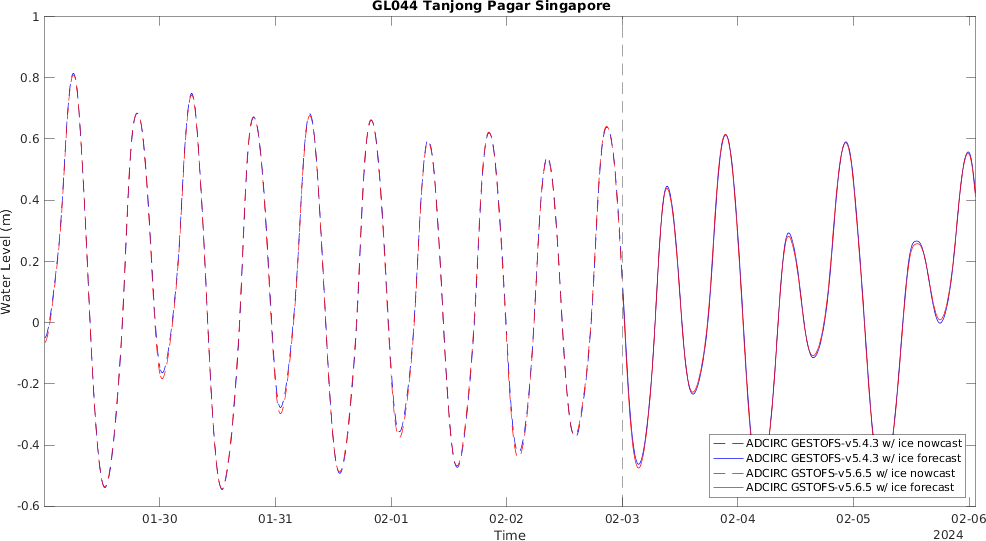 GL044 Tanjong Pagar Singapore
1
0.8
0.6
0.4
0.2
0
-0.2
-0.4
-0.6
Water Level (m)
ADCIRC GESTOFS-v5.4.3 w/ ice nowcast
ADCIRC GESTOFS-v5.4.3 w/ ice forecast
ADCIRC GSTOFS-v5.6.5 w/ ice nowcast
ADCIRC GSTOFS-v5.6.5 w/ ice forecast
01-30 01-31 02-01 02-02 02-03 02-04 02-05 02-06
Time
2024